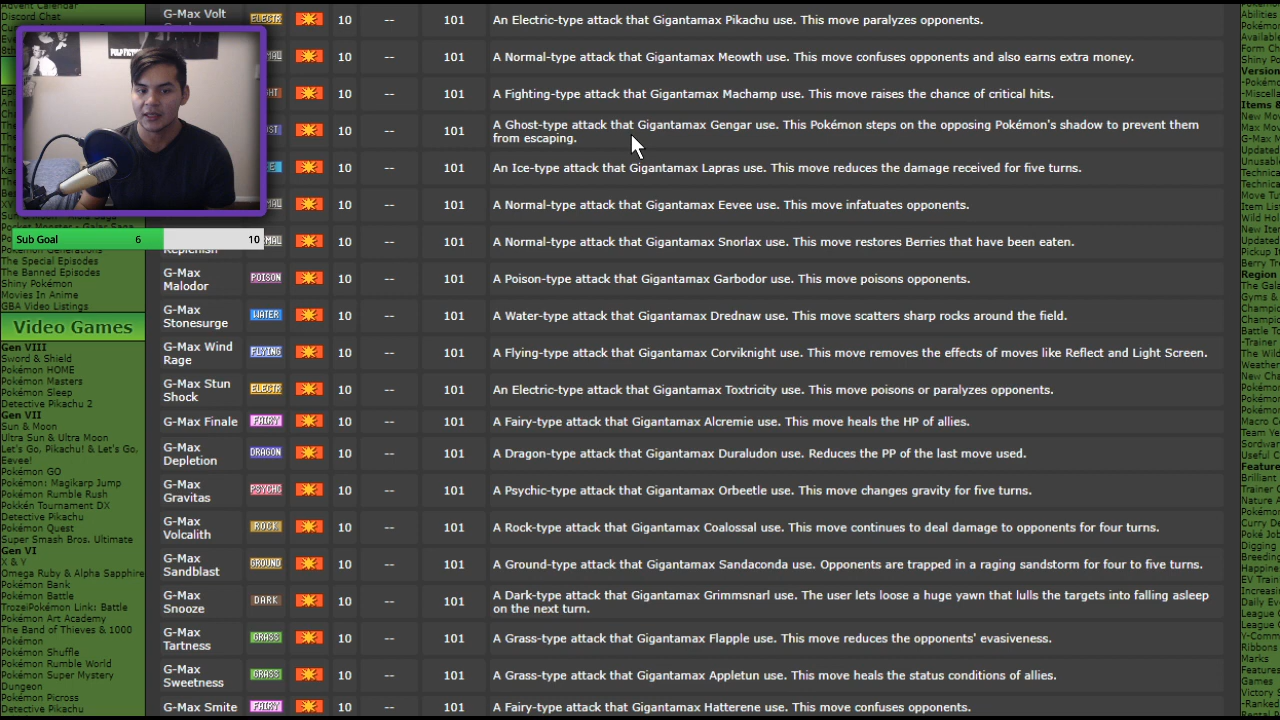 Advent Calendar
Discord Chat
Sub Goal 6 10
The Special Episodes
The Banned Episodes
Shiny Pokémon
Movies In Anime
GBA Video Listings
Video Games
Gen VIII
Sword & Shield
Pokémon HOME
Pokémon Masters
Pokémon Sleep
Detective Pikachu 2
Gen VII
Sun & Moon
Ultra Sun & Ultra Moon
Let's Go, Pikachu! & Let's Go,
Eevee!
Pokémon GO
Pokémon: Magikarp Jump
Pokémon Rumble Rush
Pokkén Tournament DX
Detective Pikachu
Pokémon Quest
Super Smash Bros. Ultimate
Gen VI
X & Y
Omega Ruby & Alpha Sapphire
Pokémon Bank
Pokémon Battle
TrozeiPokémon Link: Battle
Pokémon Art Academy
The Band of Thieves & 1000
Pokémon
Pokémon Shuffle
Pokémon Rumble World
Pokémon Super Mystery
Dungeon
Pokémon Picross
Detective Pikachu
G-Max Volt ELECTR 10 -- 101 An Electric-type attack that Gigantamax Pikachu use. This move paralyzes opponents.
10 -- 101 A Normal-type attack that Gigantamax Meowth use. This move confuses opponents and also earns extra money.
10 -- 101 A Fighting-type attack that Gigantamax Machamp use. This move raises the chance of critical hits.
10 -- 101 A Ghost-type attack that Gigantamax Gengar use. This Pokémon steps on the opposing Pokémon's shadow to prevent them
from escaping.
10 -- 101 An Ice-type attack that Gigantamax Lapras use. This move reduces the damage received for five turns.
10 -- 101 A Normal-type attack that Gigantamax Eevee use. This move infatuates opponents.
10 -- 101 A Normal-type attack that Gigantamax Snorlax use. This move restores Berries that have been eaten.
Replenish
G-Max
Malodor POISON 10 -- 101 A Poison-type attack that Gigantamax Garbodor use. This move poisons opponents.
G-Max
Stonesurge WATER 10 -- 101 A Water-type attack that Gigantamax Drednaw use. This move scatters sharp rocks around the field.
G-Max Wind
Rage FLYING 10 -- 101 A Flying-type attack that Gigantamax Corviknight use. This move removes the effects of moves like Reflect and Light Screen.
G-Max Stun
Shock ELECTR 10 -- 101 An Electric-type attack that Gigantamax Toxtricity use. This move poisons or paralyzes opponents.
G-Max Finale FAIRY 10 -- 101 A Fairy-type attack that Gigantamax Alcremie use. This move heals the HP of allies.
G-Max
Depletion DRAGON 10 -- 101 A Dragon-type attack that Gigantamax Duraludon use. Reduces the PP of the last move used.
G-Max
Gravitas PSYCHC 10 -- 101 A Psychic-type attack that Gigantamax Orbeetle use. This move changes gravity for five turns.
G-Max
Volcalith ROCK 10 -- 101 A Rock-type attack that Gigantamax Coalossal use. This move continues to deal damage to opponents for four turns.
G-Max
Sandblast GROUND 10 -- 101 A Ground-type attack that Gigantamax Sandaconda use. Opponents are trapped in a raging sandstorm for four to five turns.
G-Max
Snooze DARK 10 -- 101 A Dark-type attack that Gigantamax Grimmsnarl use. The user lets loose a huge yawn that lulls the targets into falling asleep
on the next turn.
G-Max
Tartness GRASS 10 -- 101 A Grass-type attack that Gigantamax Flapple use. This move reduces the opponents' evasiveness.
G-Max
Sweetness GRASS 10 -- 101 A Grass-type attack that Gigantamax Appletun use. This move heals the status conditions of allies.
G-Max Smite FAIRY 10 -- 101 A Fairy-type attack that Gigantamax Hatterene use. This move confuses opponents.